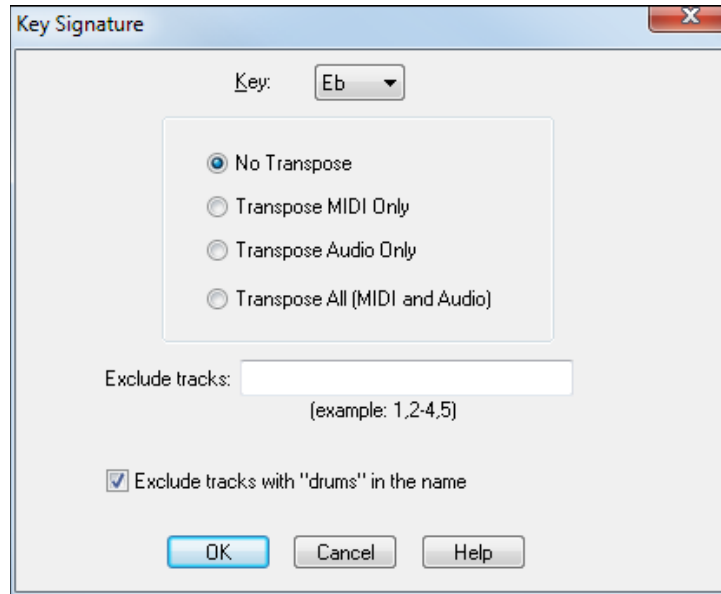 Key Signature
Key: Eb
No Transpose
Transpose MIDI Only
Transpose Audio Only
Transpose All (MIDI and Audio)
Exclude tracks:
(example: 1,2-4,5)
Exclude tracks with "drums" in the name
OK Cancel Help